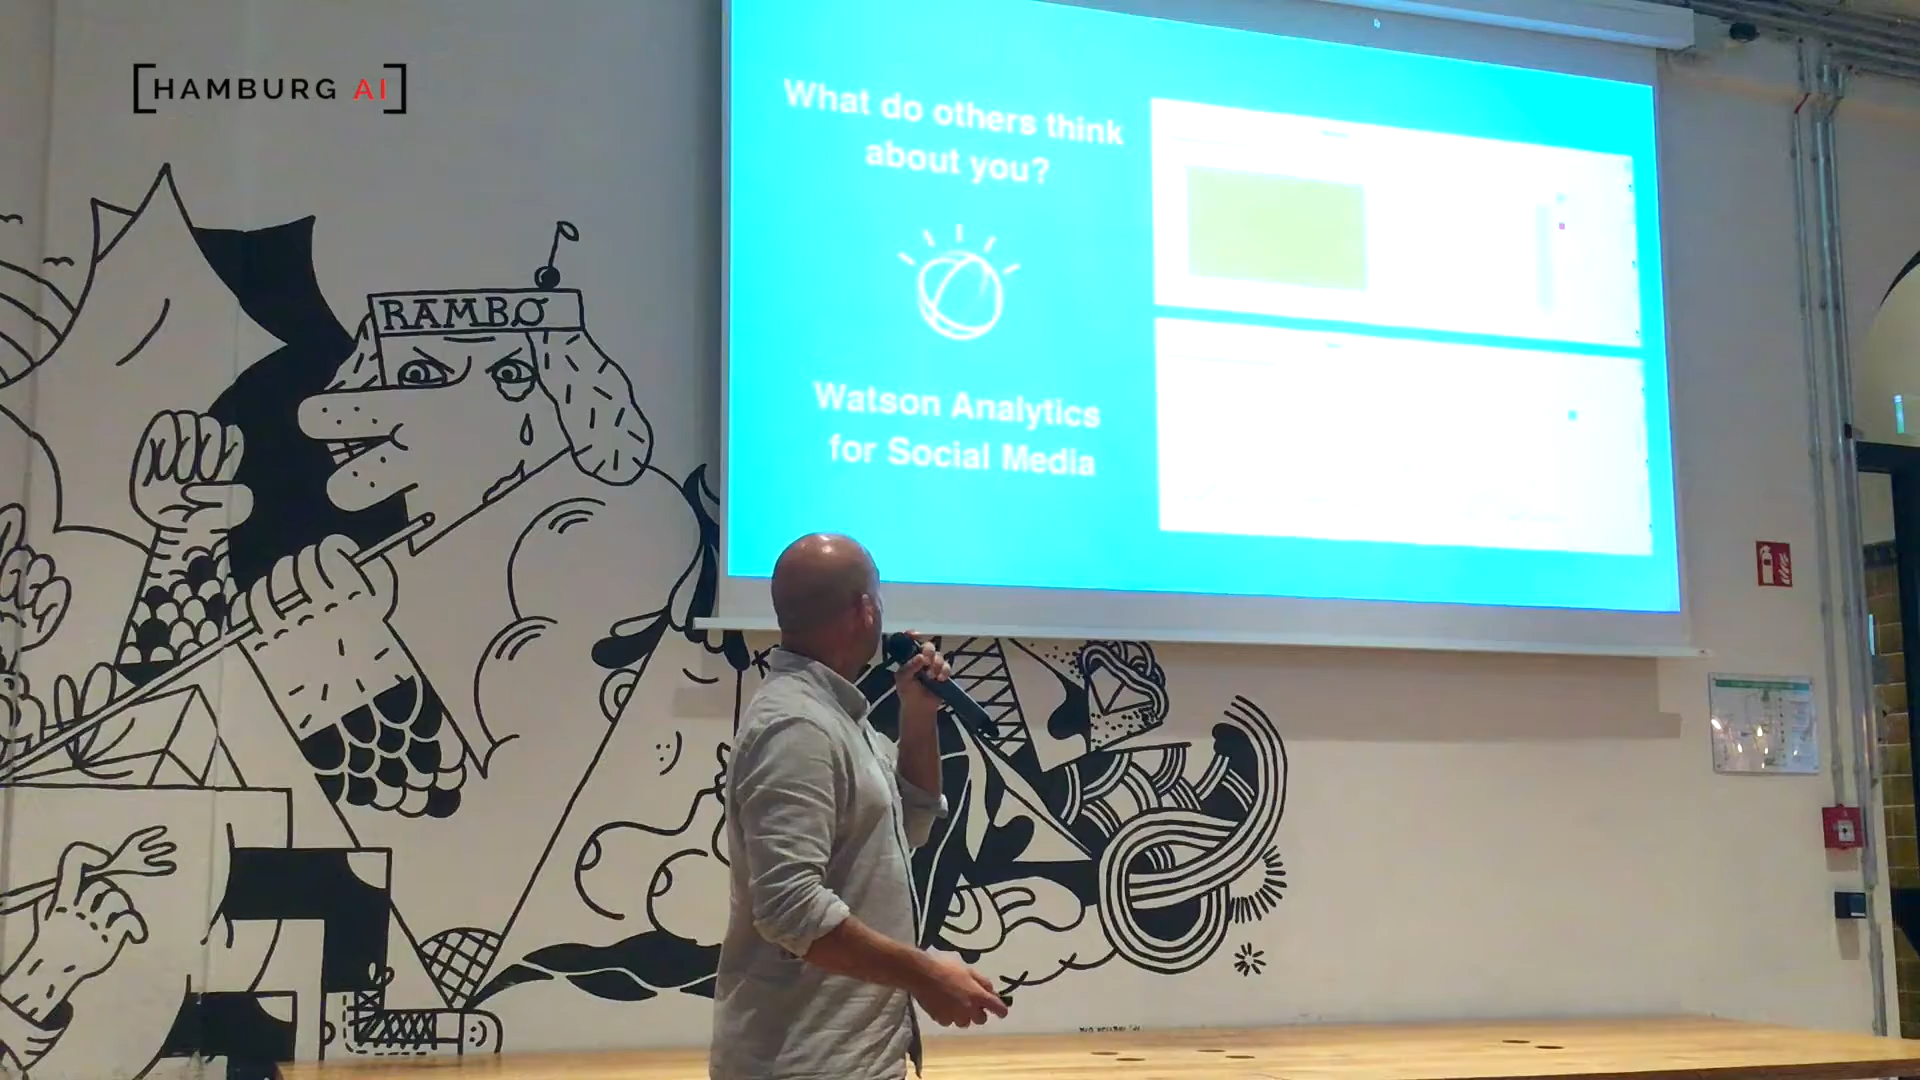 [HAMBURG AI]
What do others think
about you?
Watson Analytics
for Social Media
RAMBO